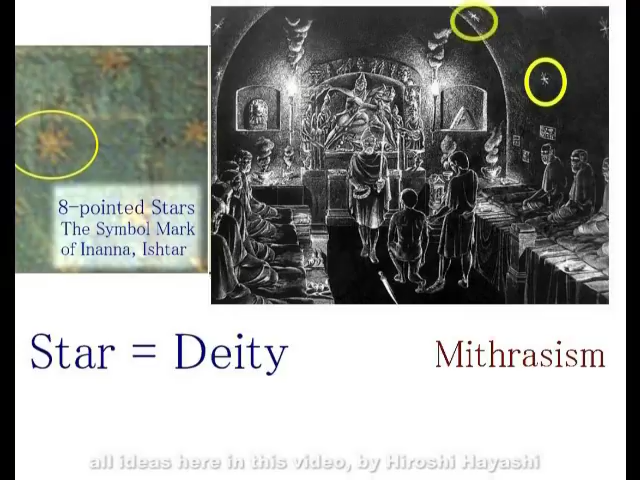 8-pointed Stars
The Symbol Mark
of Inanna, Ishtar
Star = Deity
Mithrasism
all ideas here in this video, by Hiroshi Hayashi